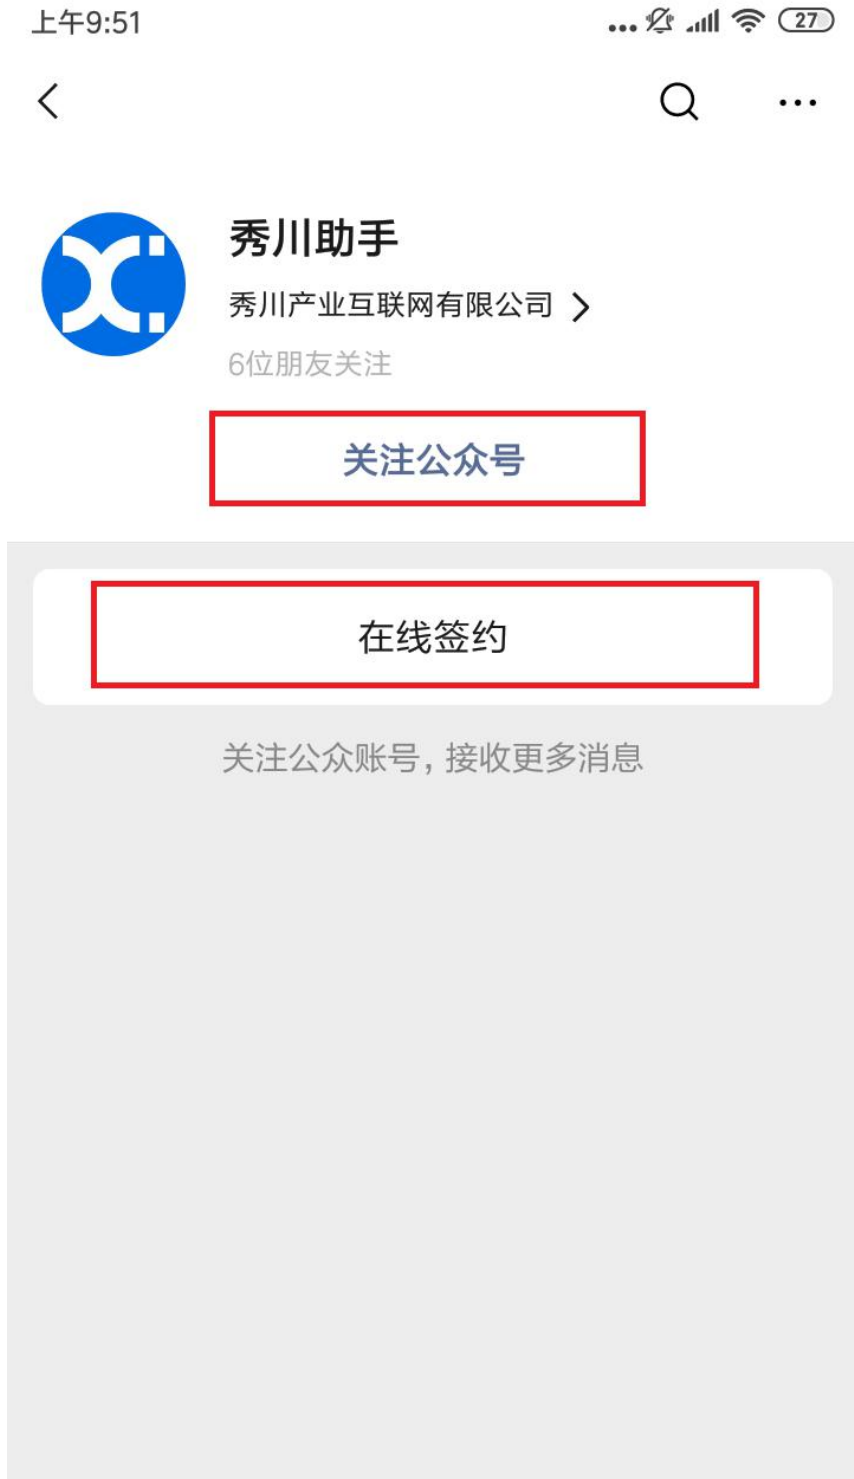 上午9:51
27
秀川助手
秀川产业互联网有限公司
6位朋友关注
关注公众号
在线签约
关注公众账号，接收更多消息